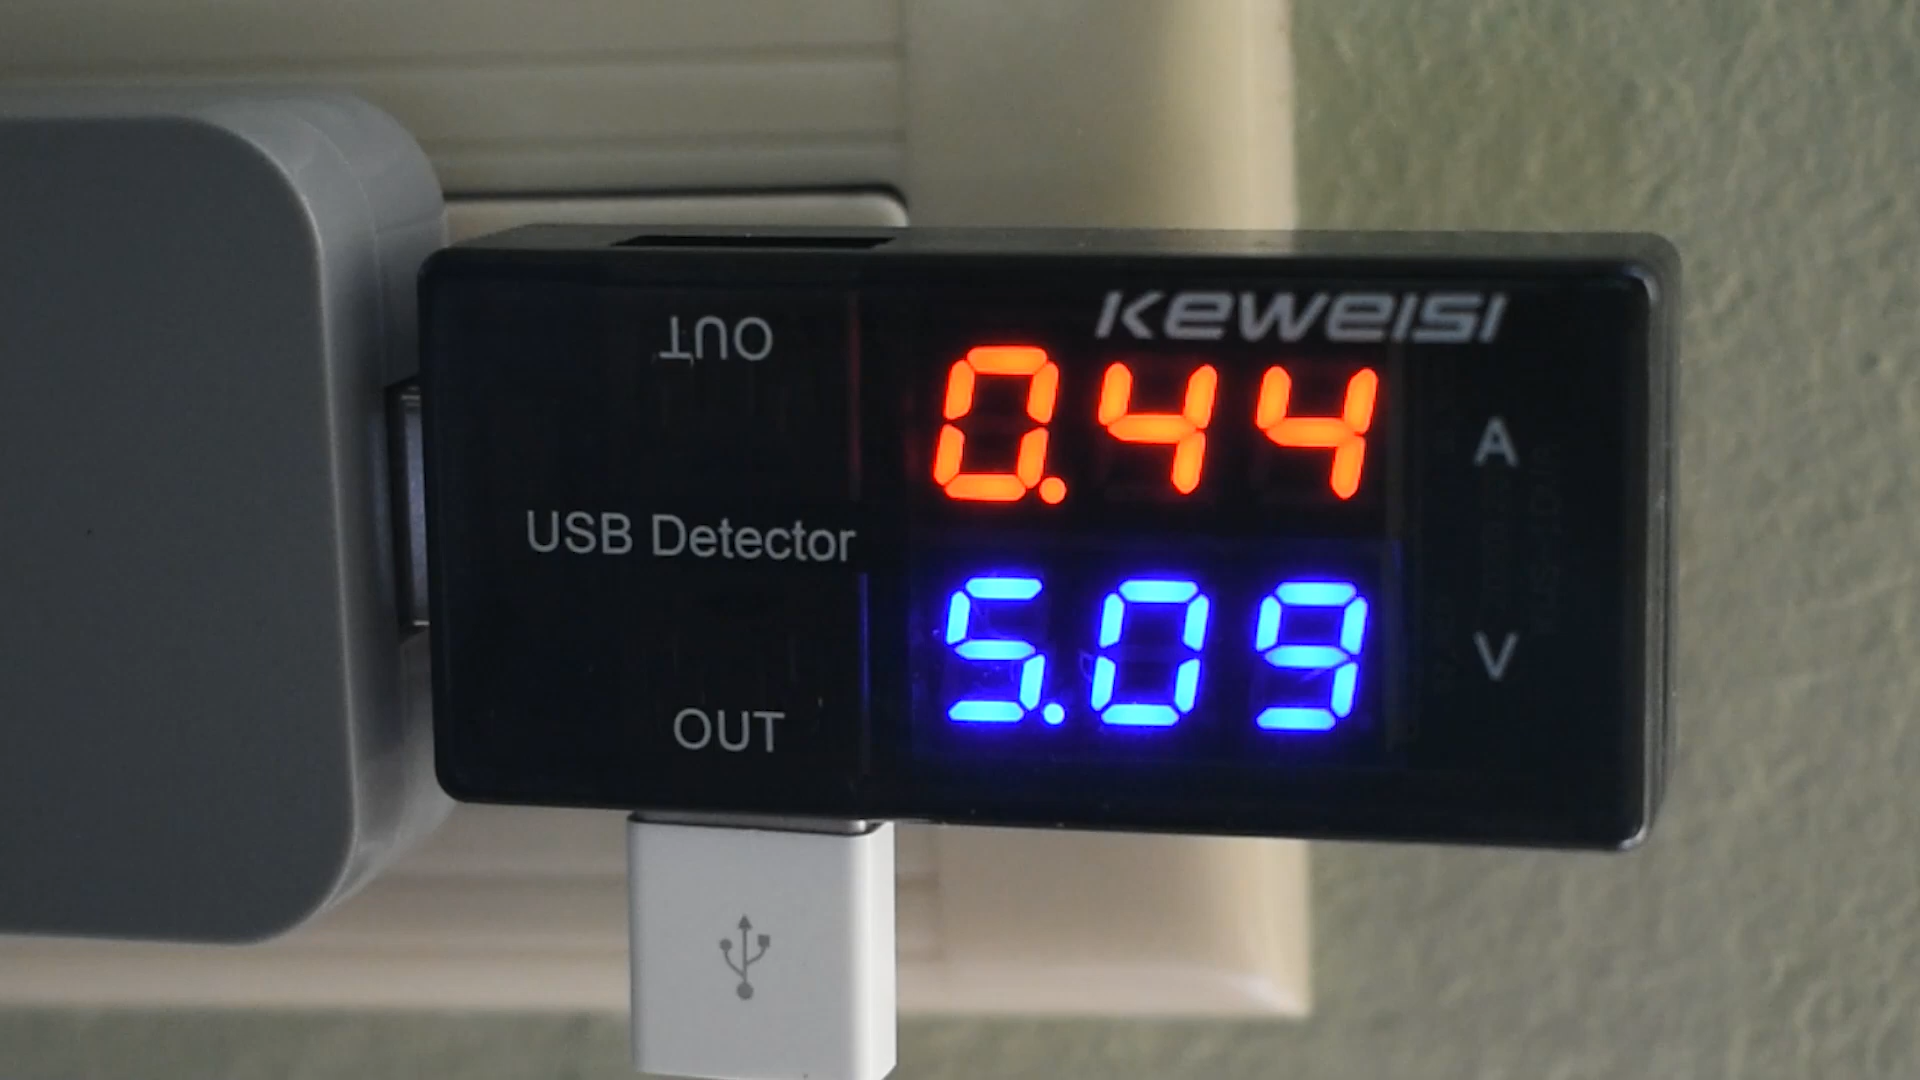 KEWEISI
OUT
0.44 A
USB Detector
5.09 V
OUT